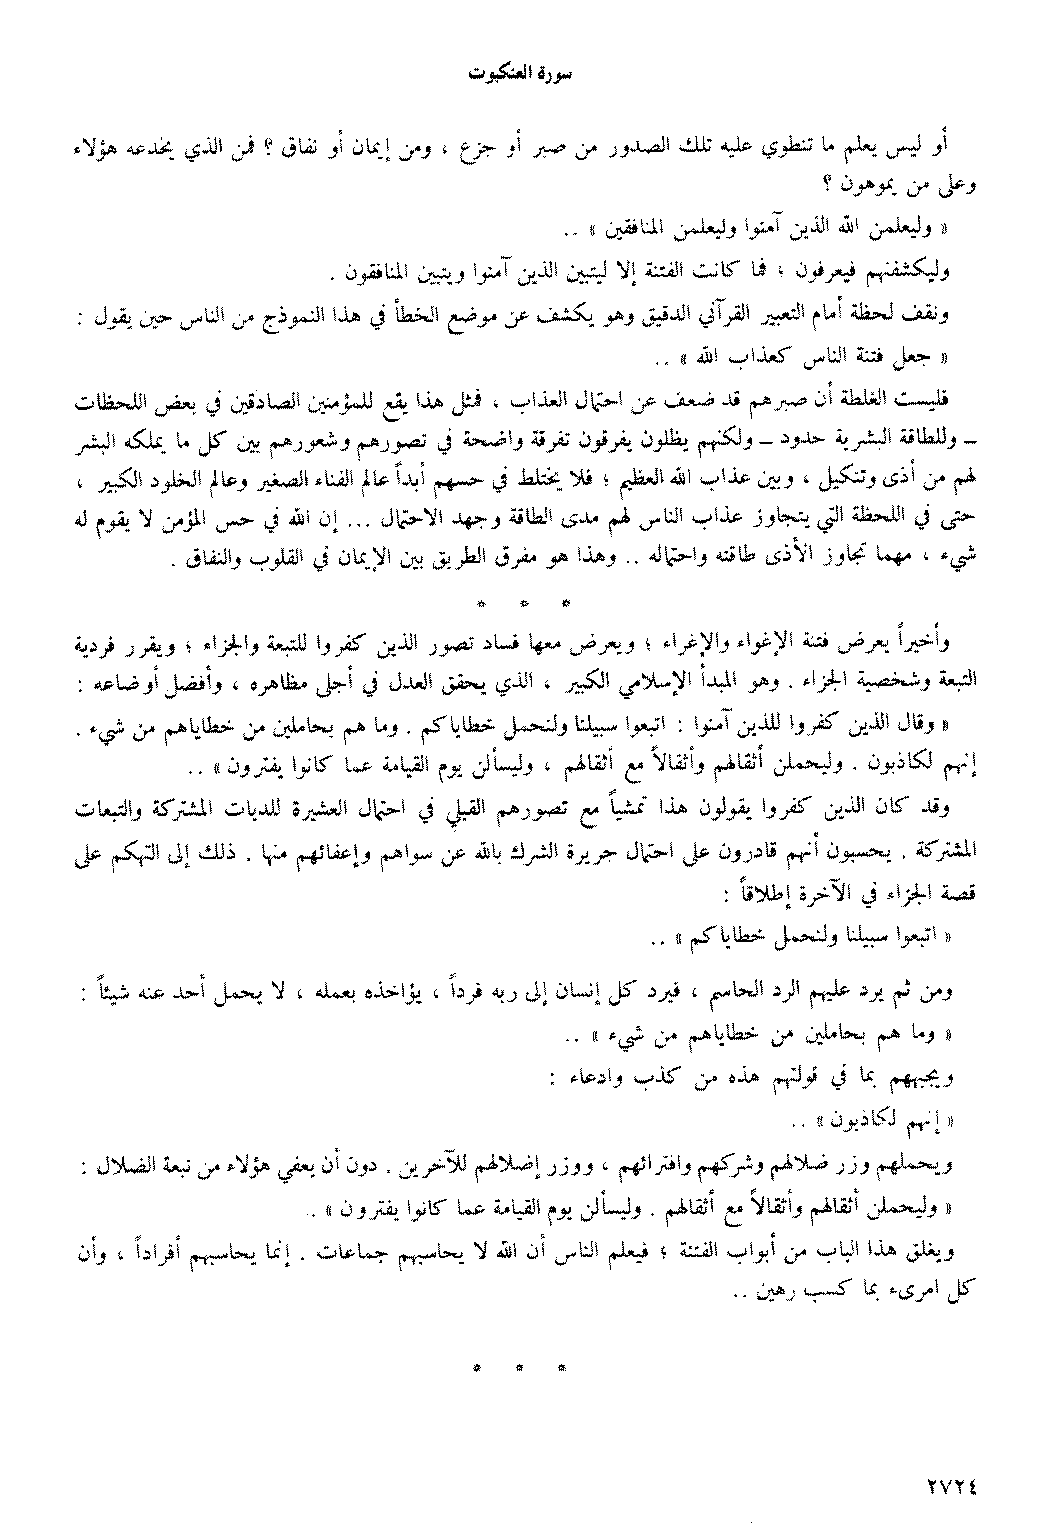 سورة العنكبوت
أو ليس يعلم ما تنطوي عليه تلك الصدور من صبر أو جزع ، ومن إيمان أو نفاق ؟ فمن الذي يخدعه هؤلاء
وعلى من يموهون ؟
« وليعلمن الله الذين آمنوا وليعلمن المنافقين » ..
وليكشفنهم فيعرفون ؛ فما كانت الفتنة إلا ليتبين الذين آمنوا ويتبين المنافقون .
ونقف لحظة أمام التعبير القرآني الدقيق وهو يكشف عن موضع الخطأ في هذا النموذج من الناس حين يقول :
« جعل فتنة الناس كعذاب الله » ..
فليست الغلطة أن صبرهم قد ضعف عن احتمال العذاب ، فمثل هذا يقع للمؤمنين الصادقين في بعض اللحظات
– وللطاقة البشرية حدود – ولكنهم يظلون يفرقون تفرقة واضحة في تصورهم وشعورهم بين كل ما يملكه البشر
لهم من أذى وتنكيل ، وبين عذاب الله العظيم ؛ فلا يختلط في حسهم أبداً عالم الفناء الصغير وعالم الخلود الكبير ،
حتى في اللحظة التي يتجاوز عذاب الناس لهم مدى الطاقة وجهد الاحتمال ... إن الله في حس المؤمن لا يقوم له
شيء ، مهما تجاوز الأذى طاقته واحتماله .. وهذا هو مفرق الطريق بين الإيمان في القلوب والنفاق .
* * *
وأخيراً يعرض فتنة الإغواء والإغراء ؛ ويعرض معها فساد تصور الذين كفروا للتبعة والجزاء ؛ ويقرر فردية
التبعة وشخصية الجزاء . وهو المبدأ الإسلامي الكبير ، الذي يحقق العدل في أجلى مظاهره ، وأفضل أوضاعه :
« وقال الذين كفروا للذين آمنوا : اتبعوا سبيلنا ولنحمل خطاياكم . وما هم بحاملين من خطاياهم من شيء .
إنهم لكاذبون . وليحملن أثقالهم وأثقالاً مع أثقالهم ، وليسألن يوم القيامة عما كانوا يفترون » ..
وقد كان الذين كفروا يقولون هذا تمشياً مع تصورهم القبلي في احتمال العشيرة للديات المشتركة والتبعات
المشتركة . يحسبون أنهم قادرون على احتمال جريرة الشرك بالله عن سواهم وإعفائهم منها . ذلك إلى التهكم على
قصة الجزاء في الآخرة إطلاقاً :
« اتبعوا سبيلنا ولنحمل خطاياكم » ..
ومن ثم يرد عليهم الرد الحاسم ، فيرد كل إنسان إلى ربه فرداً ، يؤاخذه بعمله ، لا يحمل أحد عنه شيئاً :
« وما هم بحاملين من خطاياهم من شيء » ..
ويجبههم بما في قولتهم هذه من كذب وادعاء :
« إنهم لكاذبون » ..
ويحملهم وزر ضلالهم وشركهم وافترائهم ، ووزر إضلالهم للآخرين . دون أن يعفي هؤلاء من تبعة الضلال :
« وليحملن أثقالهم وأثقالاً مع أثقالهم . وليسألن يوم القيامة عما كانوا يفترون » ..
ويغلق هذا الباب من أبواب الفتنة ؛ فيعلم الناس أن الله لا يحاسبهم جماعات . إنما يحاسبهم أفراداً ، وأن
كل امرىء بما كسب رهين ..
* * *
٢٧٢٤